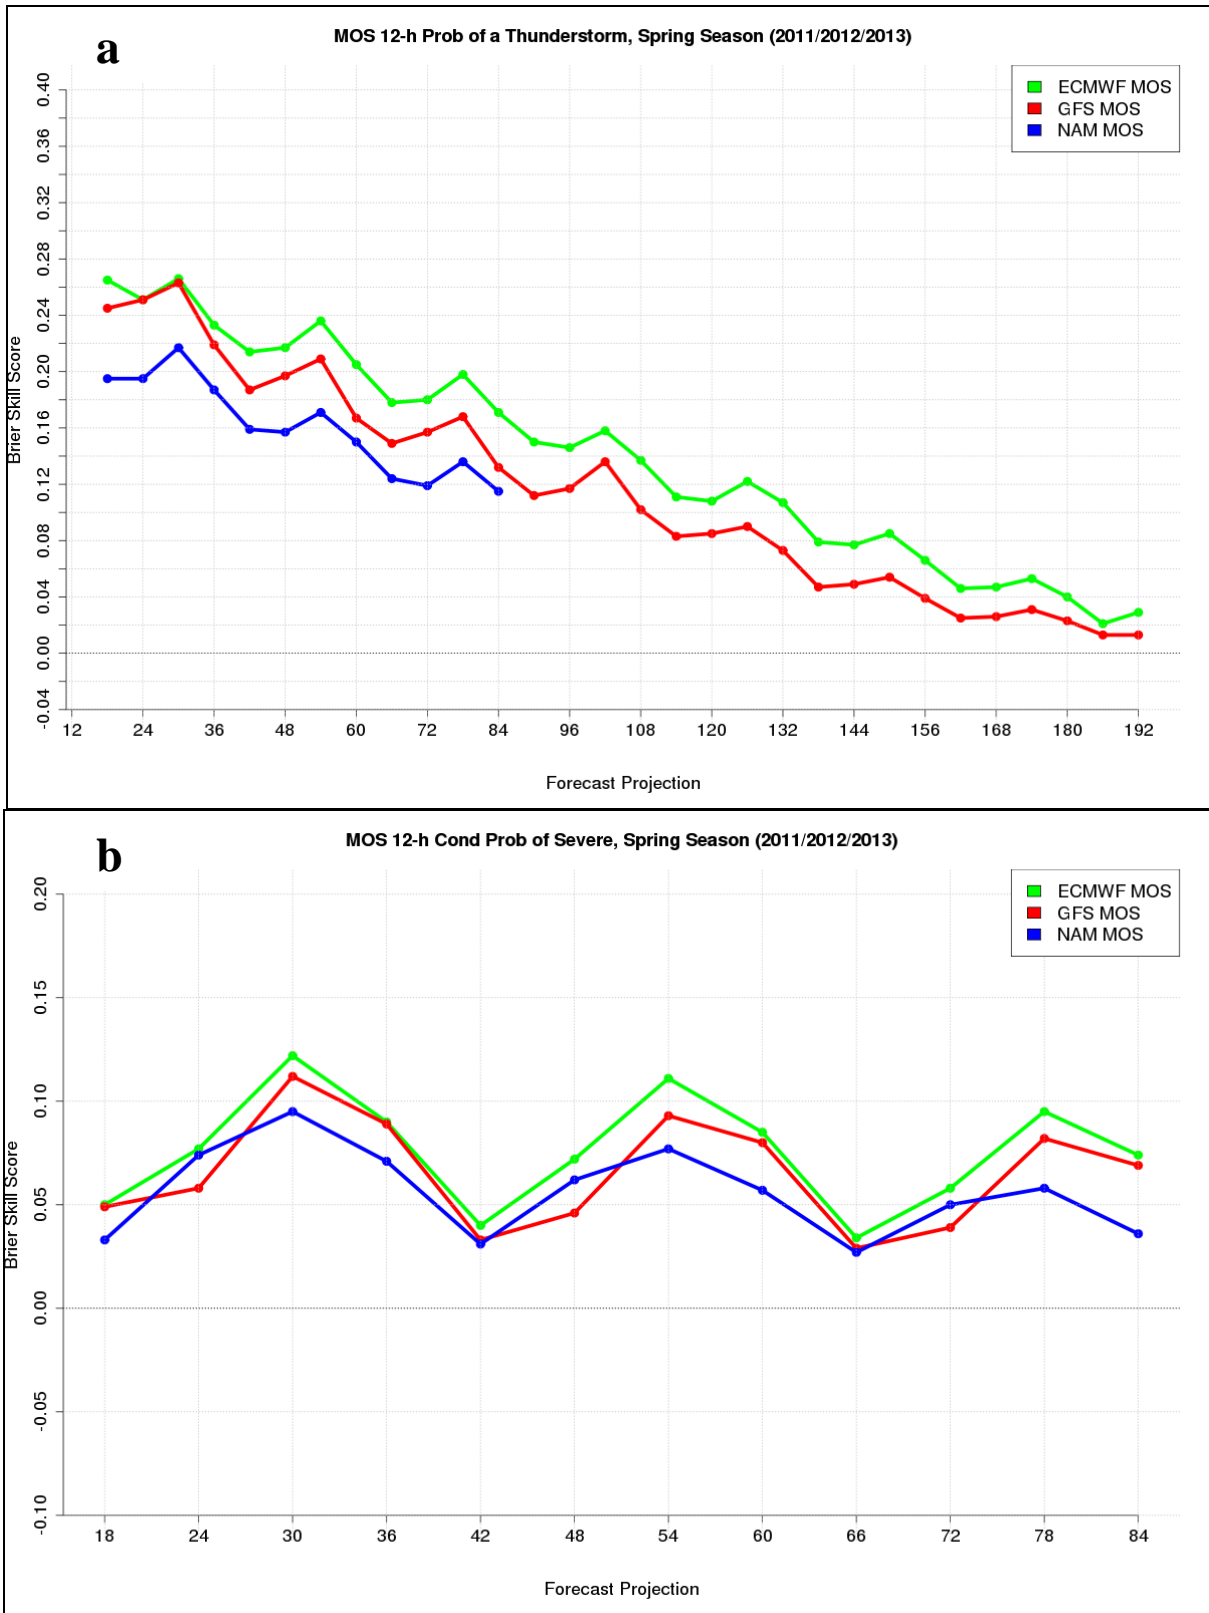 a
MOS 12-h Prob of a Thunderstorm, Spring Season (2011/2012/2013)
ECMWF MOS
GFS MOS
NAM MOS
0.40
0.36
0.32
0.28
0.24
0.20
0.16
0.12
0.08
0.04
0.00
-0.04
Brier Skill Score
12 24 36 48 60 72 84 96 108 120 132 144 156 168 180 192
Forecast Projection
b
MOS 12-h Cond Prob of Severe, Spring Season (2011/2012/2013)
ECMWF MOS
GFS MOS
NAM MOS
0.20
0.15
0.10
0.05
0.00
-0.05
-0.10
Brier Skill Score
18 24 30 36 42 48 54 60 66 72 78 84
Forecast Projection